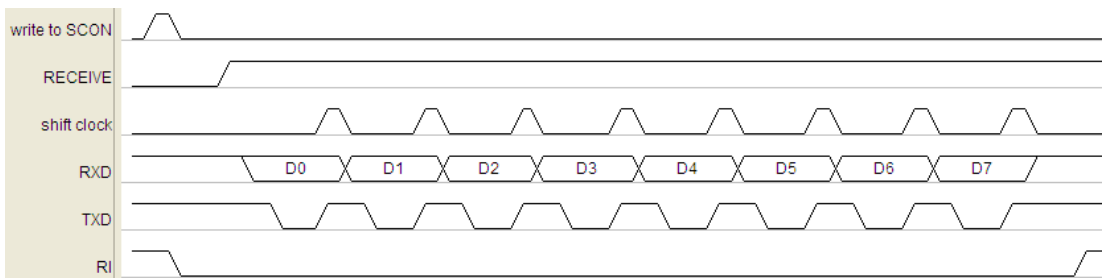 write to SCON
RECEIVE
shift clock
RXD D0 D1 D2 D3 D4 D5 D6 D7
TXD
RI